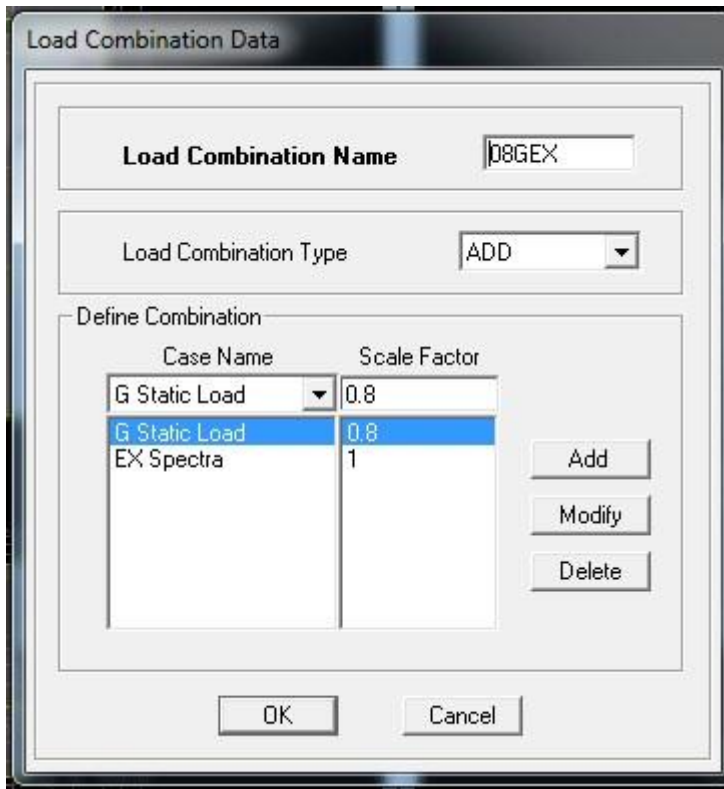 Load Combination Data
Load Combination Name 08GEX
Load Combination Type ADD
Define Combination
Case Name Scale Factor
G Static Load 0.8
G Static Load 0.8
EX Spectra 1
Add
Modify
Delete
OK Cancel